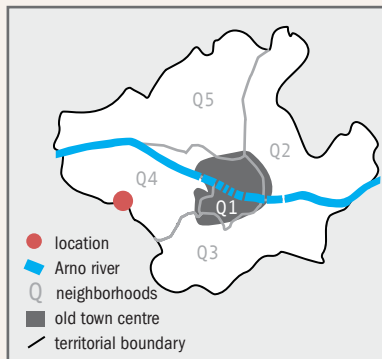 Q5
Q2
Q4
Q1
Q3
location
Arno river
Q neighborhoods
old town centre
territorial boundary